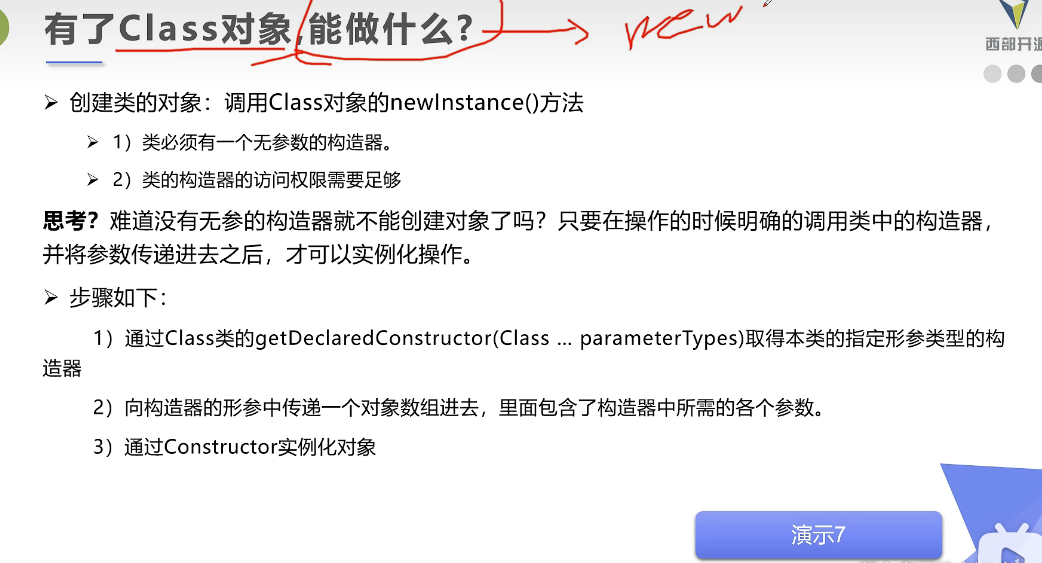 有了Class对象,能做什么?
new
西部开源
➢ 创建类的对象：调用Class对象的newInstance()方法
➢ 1）类必须有一个无参数的构造器。
➢ 2）类的构造器的访问权限需要足够
思考？难道没有无参的构造器就不能创建对象了吗？只要在操作的时候明确的调用类中的构造器，
并将参数传递进去之后，才可以实例化操作。
➢ 步骤如下：
1）通过Class类的getDeclaredConstructor(Class … parameterTypes)取得本类的指定形参类型的构
造器
2）向构造器的形参中传递一个对象数组进去，里面包含了构造器中所需的各个参数。
3）通过Constructor实例化对象
演示7